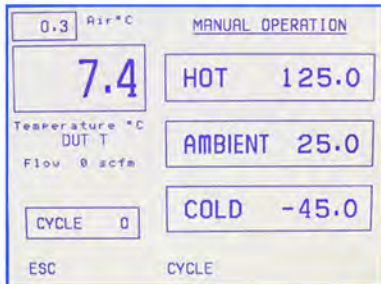 0.3 Air°C
MANUAL OPERATION
7.4
Temperature °C
DUT T
Flow 0 scfm
CYCLE 0
HOT 125.0
AMBIENT 25.0
COLD -45.0
ESC
CYCLE